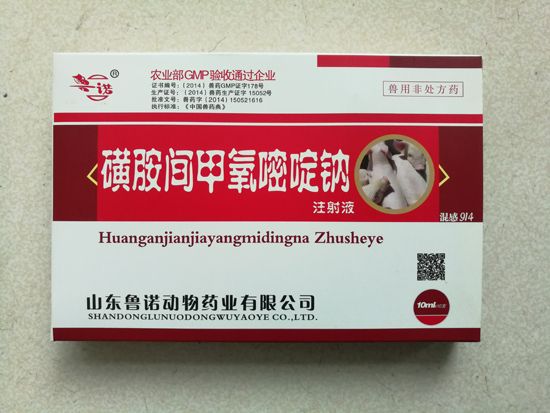 鲁诺®
农业部GMP验收通过企业
证书编号:(2014)兽药GMP证字178号
生产证号:(2014)兽药生产证字15052号
批准文号:兽药字(2014)150521616
执行标准:《中国兽药典》
兽用非处方药
磺胺间甲氧嘧啶钠
注射液
混感914
Huanganjianjiayangmidingna Zhusheye
山东鲁诺动物药业有限公司
SHANDONGLUNUODONGWUYAOYE CO.,LTD.
10ml